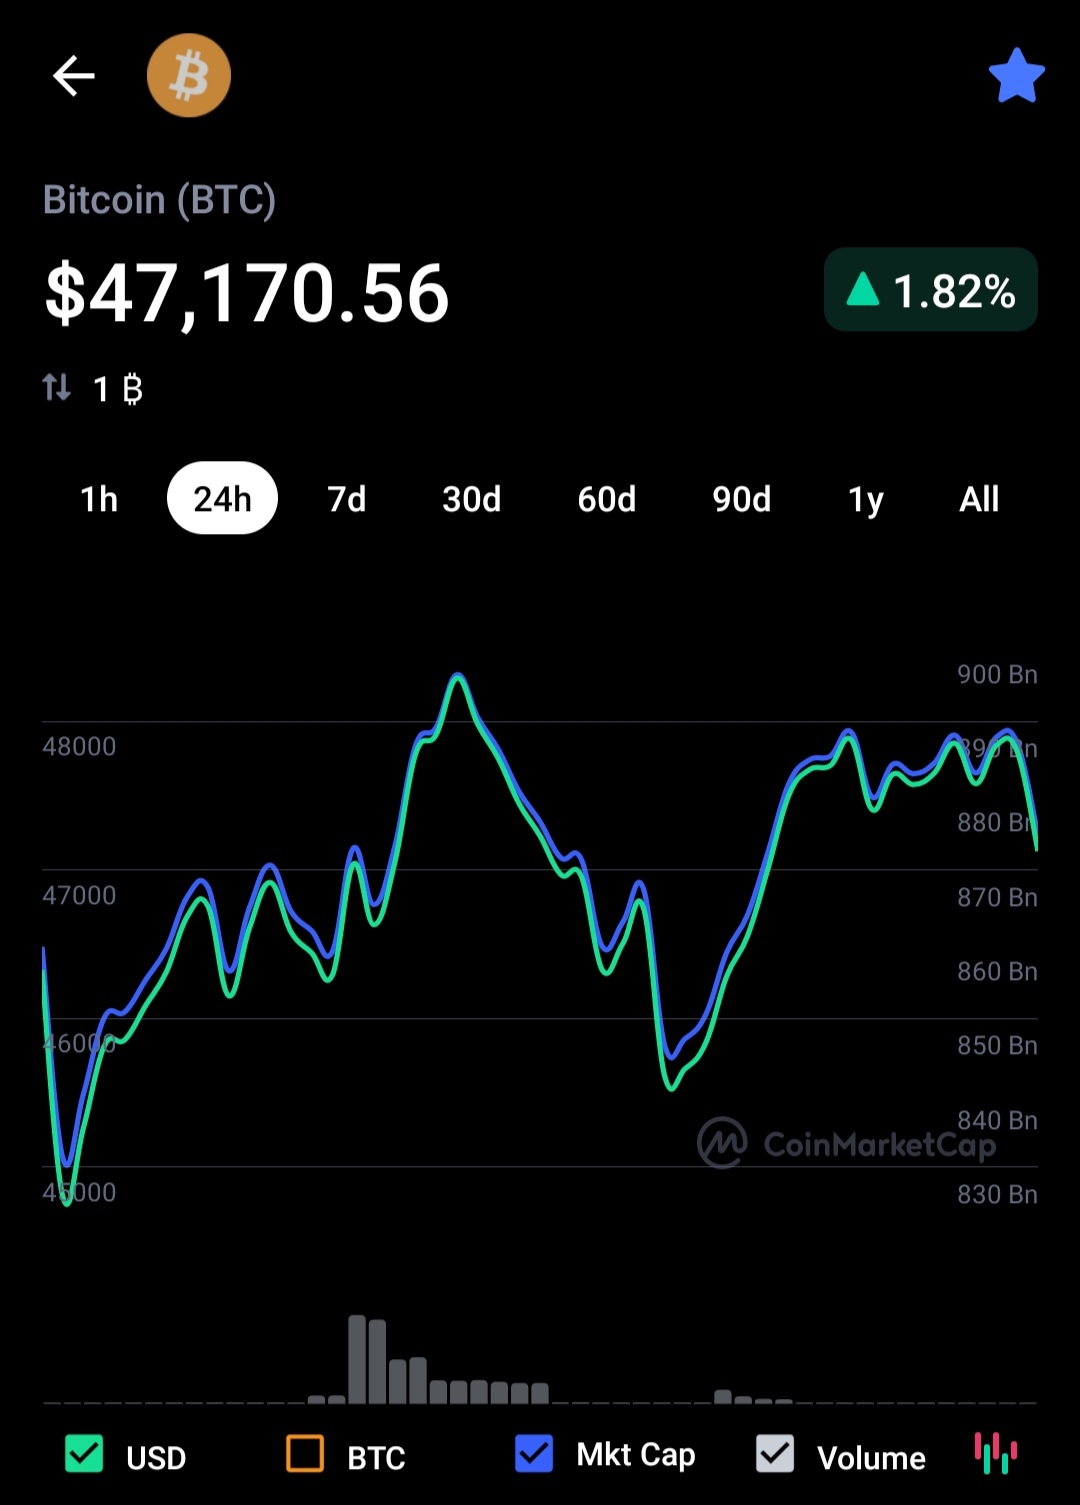 Bitcoin (BTC)
$47,170.56
1.82%
1 ₿
1h 24h 7d 30d 60d 90d 1y All
900 Bn
48000
890 Bn
880 Bn
47000
870 Bn
860 Bn
46000
850 Bn
840 Bn
CoinMarketCap
45000
830 Bn
USD BTC Mkt Cap Volume